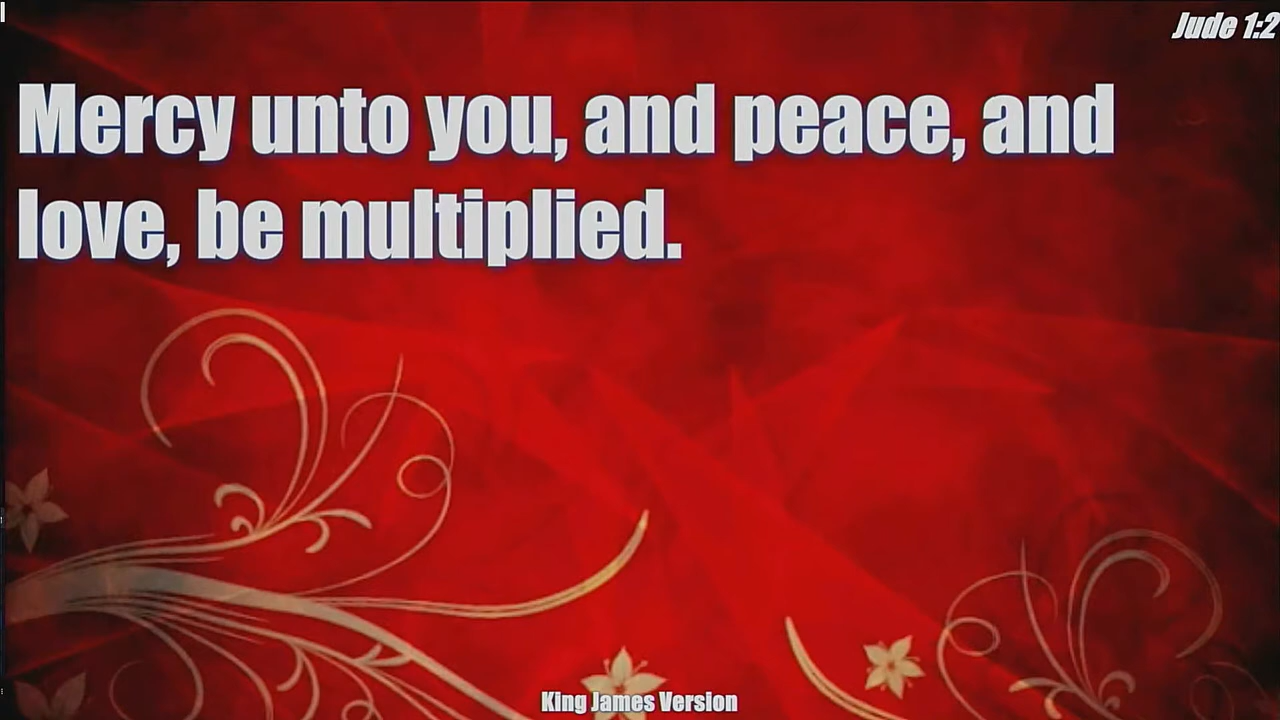 Jude 1:2
Mercy unto you, and peace, and
love, be multiplied.
King James Version